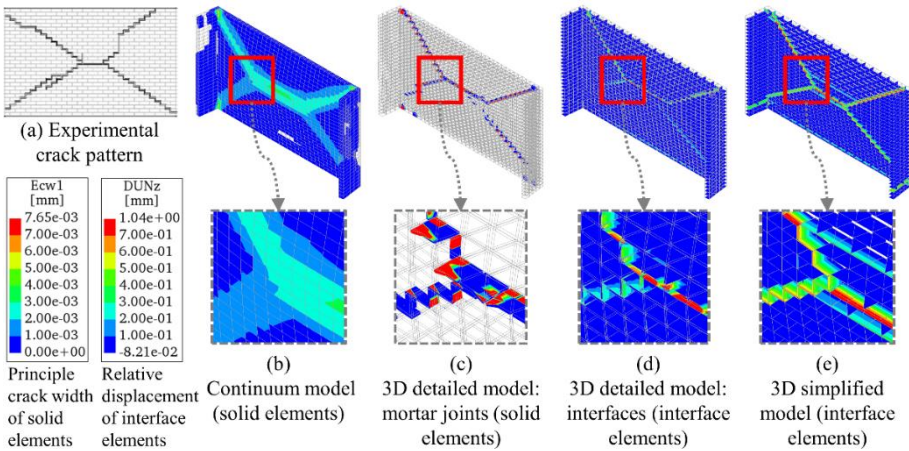 (a) Experimental
crack pattern
Ecw1
[mm]
7.65e-03
7.00e-03
6.00e-03
5.00e-03
4.00e-03
3.00e-03
2.00e-03
1.00e-03
0.00e+00
Principle
crack width
of solid
elements
DUNz
[mm]
1.04e+00
7.00e-01
6.00e-01
5.00e-01
4.00e-01
3.00e-01
2.00e-01
1.00e-01
-8.21e-02
Relative
displacement
of interface
elements
(b)
Continuum model
(solid elements)
(c)
3D detailed model:
mortar joints (solid
elements)
(d)
3D detailed model:
interfaces (interface
elements)
(e)
3D simplified
model (interface
elements)